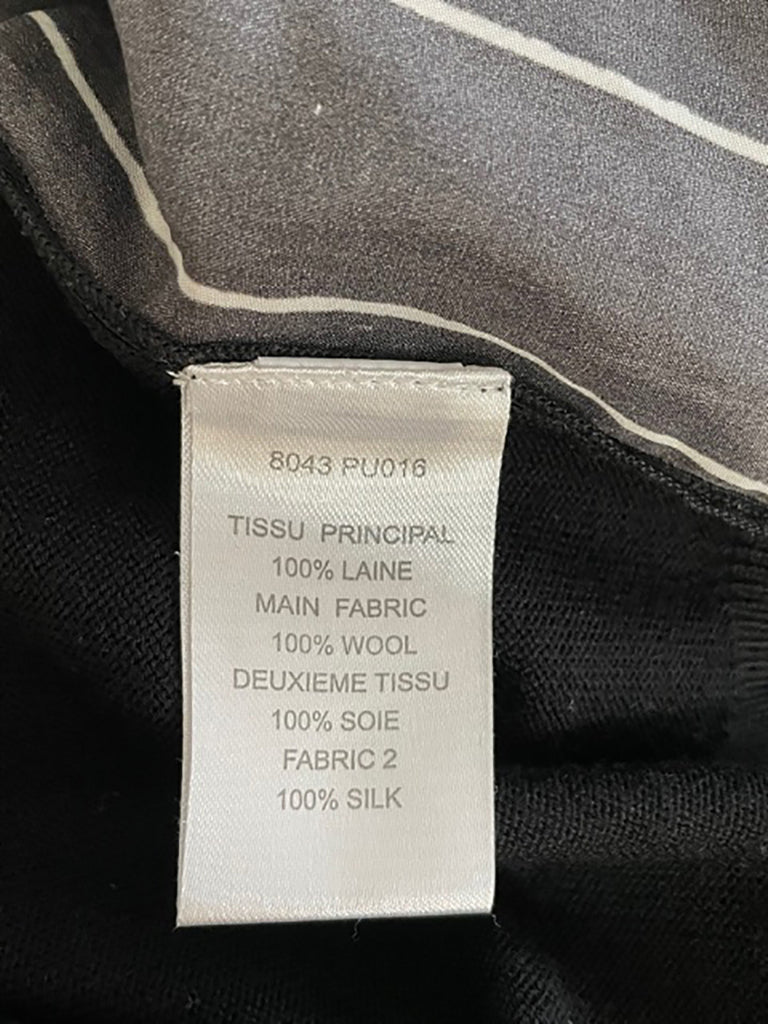 8043 PU016
TISSU PRINCIPAL
100% LAINE
MAIN FABRIC
100% WOOL
DEUXIEME TISSU
100% SOIE
FABRIC 2
100% SILK